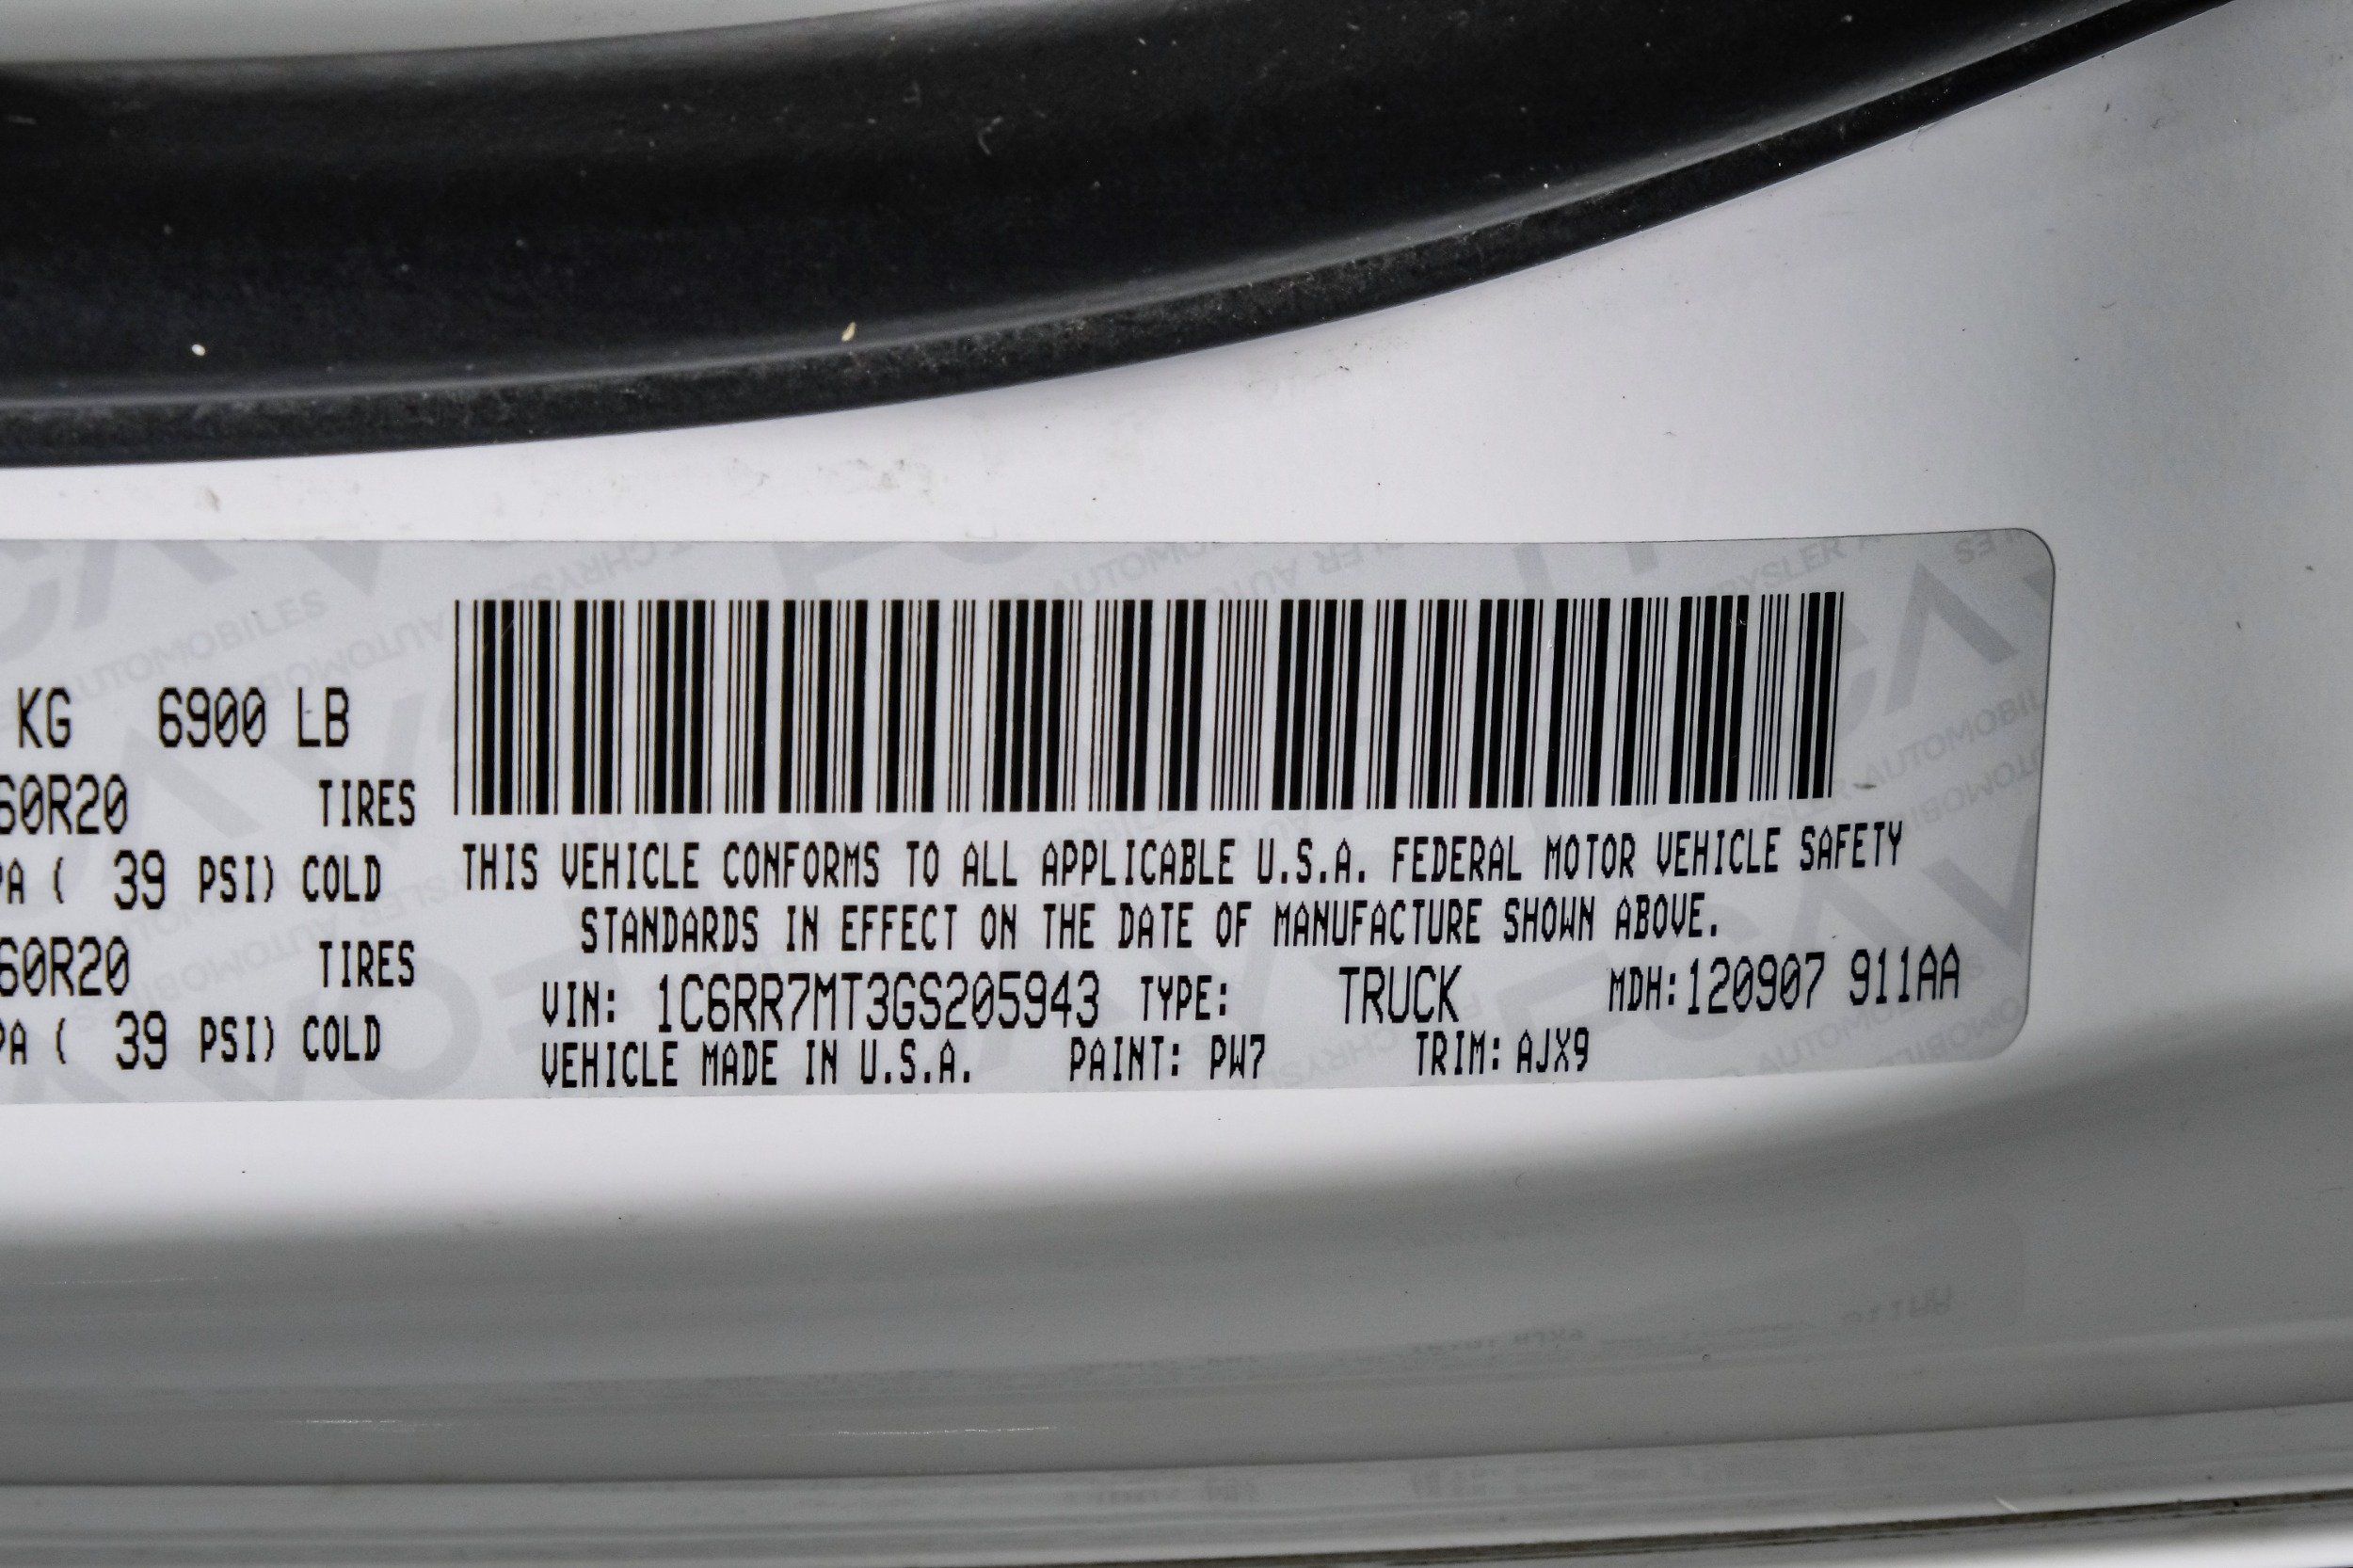 KG 6900 LB
60R20 TIRES
PA ( 39 PSI) COLD
60R20 TIRES
PA ( 39 PSI) COLD
THIS VEHICLE CONFORMS TO ALL APPLICABLE U.S.A. FEDERAL MOTOR VEHICLE SAFETY
STANDARDS IN EFFECT ON THE DATE OF MANUFACTURE SHOWN ABOVE.
VIN: 1C6RR7MT3GS205943 TYPE: TRUCK MDH:120907 911AA
VEHICLE MADE IN U.S.A. PAINT: PW7 TRIM: AJX9